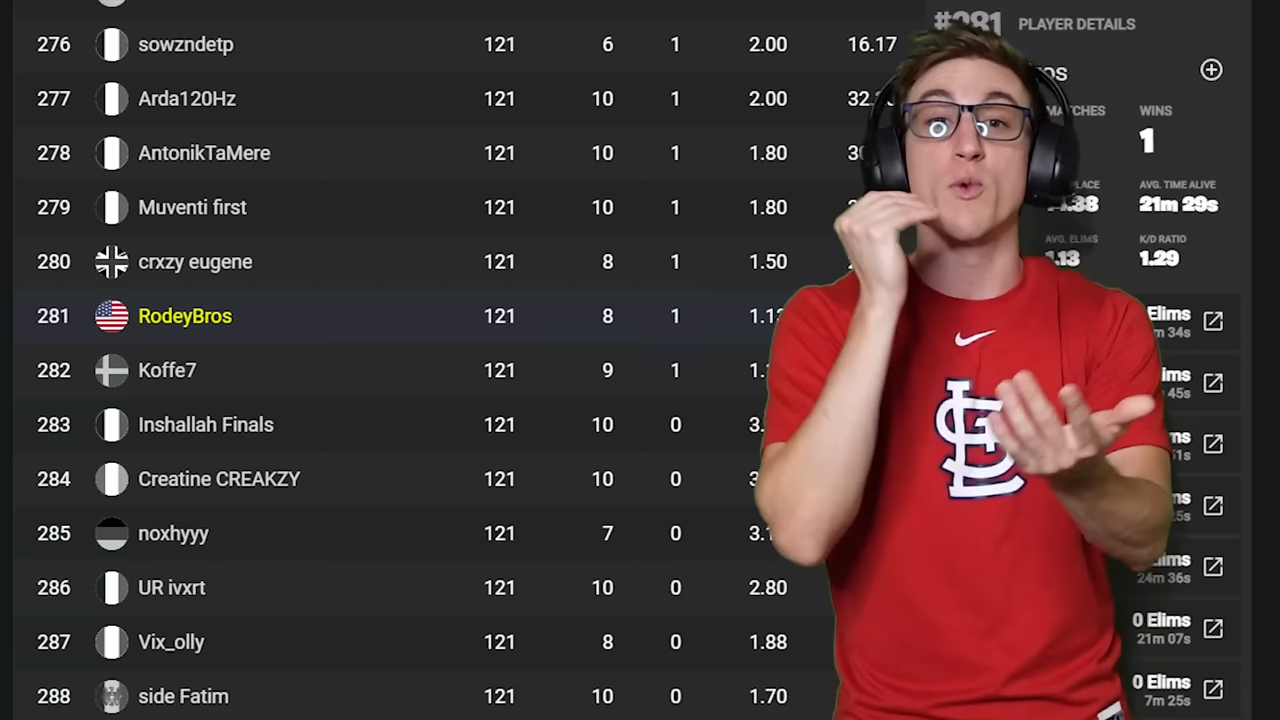 276 sowzndetp 121 6 1 2.00 16.17
277 Arda120Hz 121 10 1 2.00
278 AntonikTaMere 121 10 1 1.80
279 Muventi first 121 10 1 1.80
280 crxzy eugene 121 8 1 1.50
281 RodeyBros 121 8 1
282 Koffe7 121 9 1
283 Inshallah Finals 121 10 0
284 Creatine CREAKZY 121 10 0
285 noxhyyy 121 7 0
286 UR ivxrt 121 10 0 2.80
287 Vix_olly 121 8 0 1.88
288 side Fatim 121 10 0 1.70
#281 PLAYER DETAILS
MATCHES WINS
1
AVG. TIME ALIVE
21m 29s
AVG. ELIMS K/D RATIO
1.13 1.29
Elims
34s
45s
24m 36s
0 Elims
21m 07s
0 Elims
7m 25s
STL